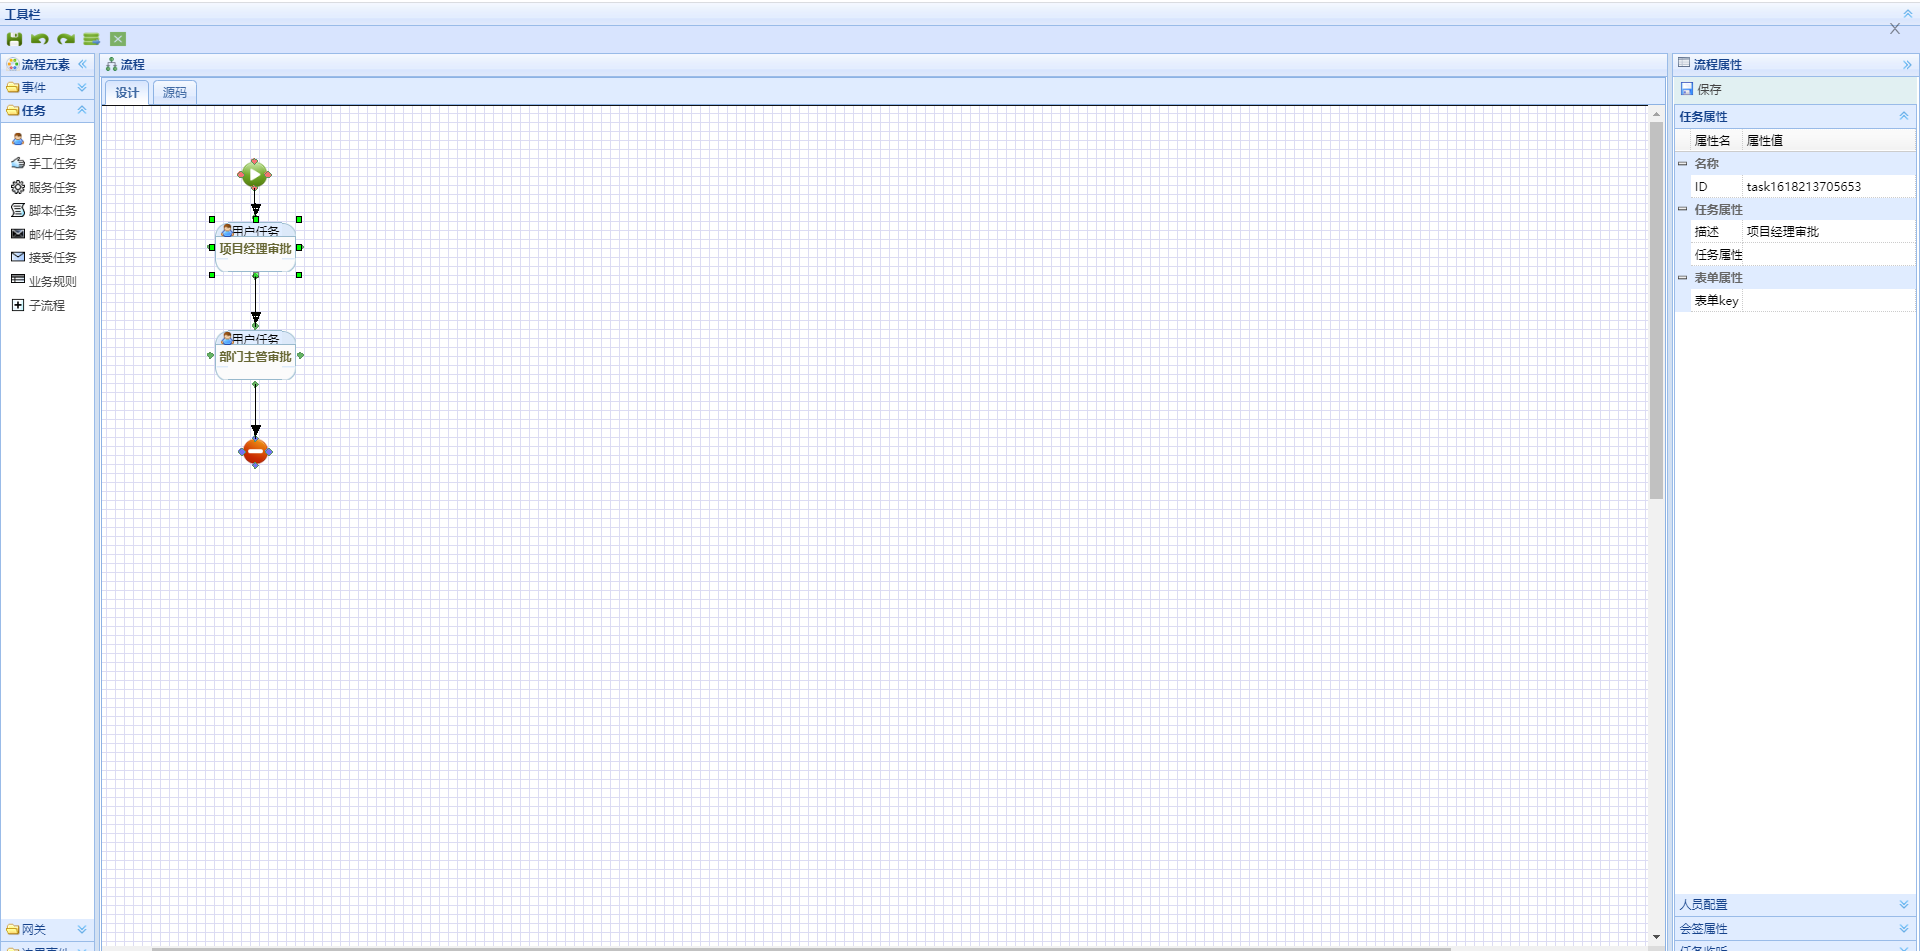 工具栏
流程元素
事件
任务
用户任务
手工任务
服务任务
脚本任务
邮件任务
接受任务
业务规则
子流程
网关
流程
设计 源码
用户任务
项目经理审批
用户任务
部门主管审批
流程属性
保存
任务属性
属性名 属性值
名称
ID task1618213705653
任务属性
描述 项目经理审批
任务属性
表单属性
表单key
人员配置
会签属性